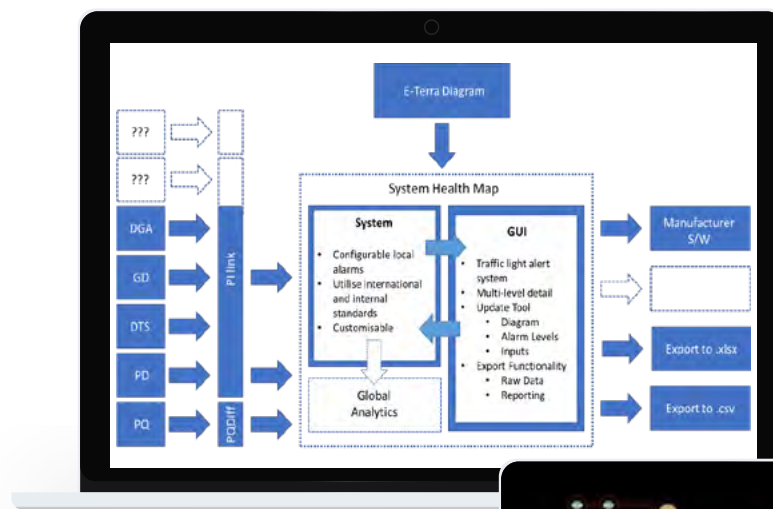 E-Terra Diagram
???
???
DGA
GD
DTS
PD
PQ
PI link
PQDiff
System Health Map
System
• Configurable local
alarms
• Utilise international
and internal
standards
• Customisable
Global
Analytics
GUI
• Traffic light alert
system
• Multi-level detail
• Update Tool
• Diagram
• Alarm Levels
• Inputs
• Export Functionality
• Raw Data
• Reporting
Manufacturer
S/W
Export to .xlsx
Export to .csv